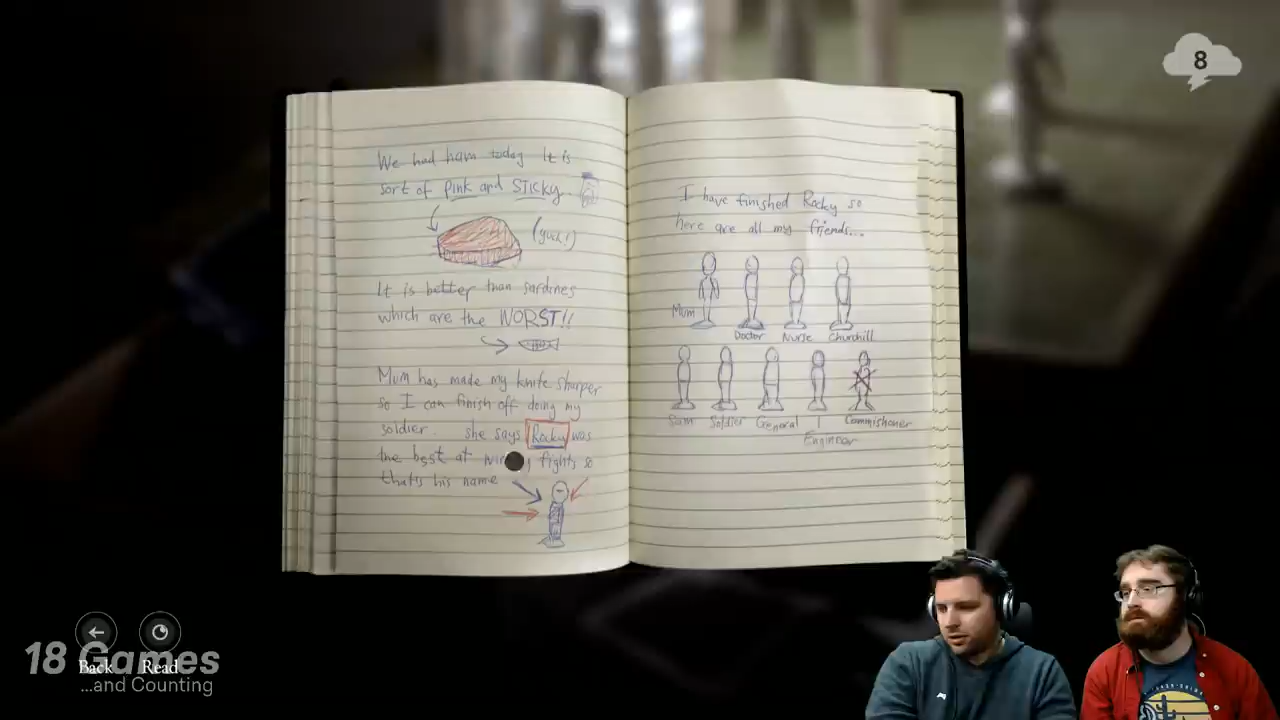 8
We had ham today It is
sort of Pink and STICKY.
(yuck!)
It is better than sardines
which are the WORST!!
Mum has made my knife sharper
so I can finish off doing my
soldier. she says Rocky was
the best at fights so
that's his name
I have finished Rocky so
here are all my friends...
Mum
Doctor Nurse Churchill
Sam Soldier General I Commishoner
Enginner
Back Read
18 Games
...and Counting